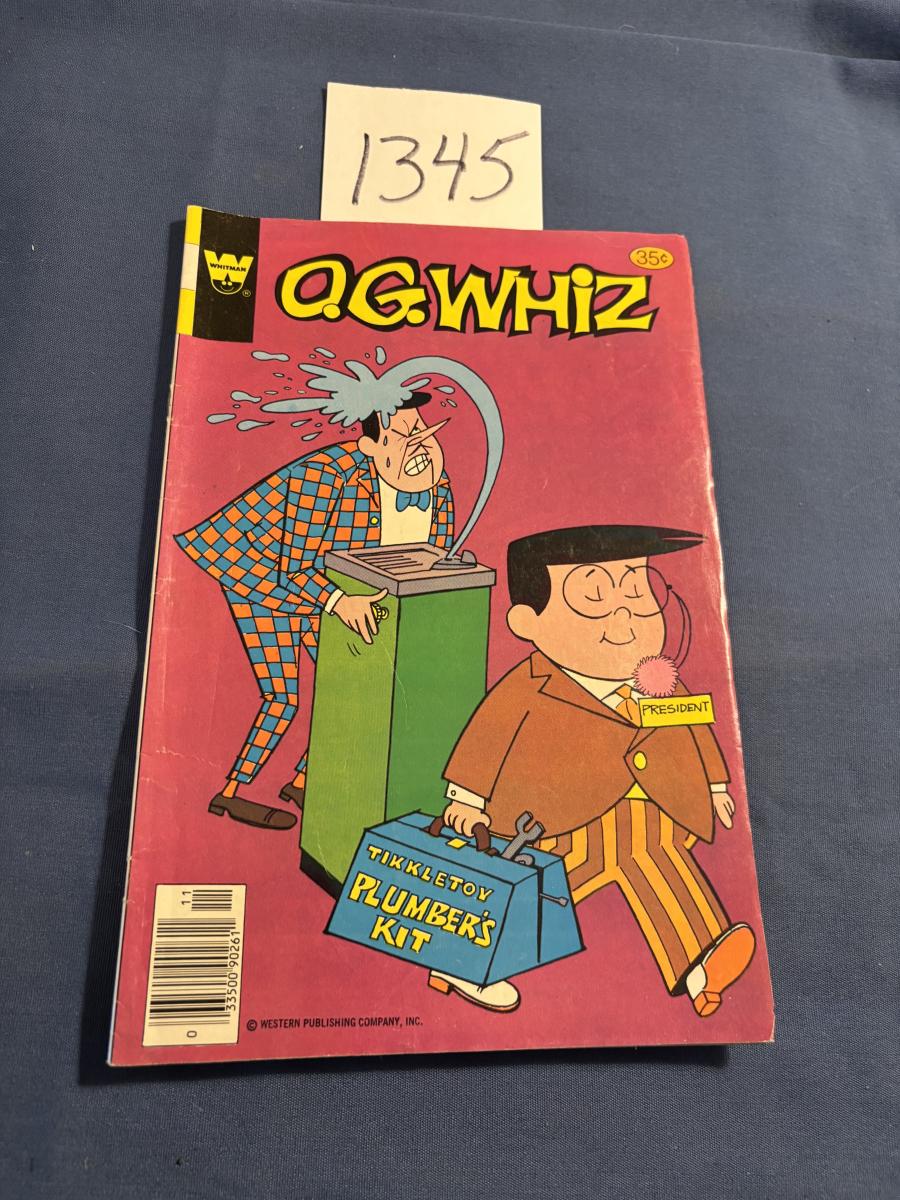 1345
WHITMAN
®
35¢
O.G. WHIZ
PRESIDENT
TIKKLETOY
PLUMBER'S
KIT
11
33500 90261
0
© WESTERN PUBLISHING COMPANY, INC.